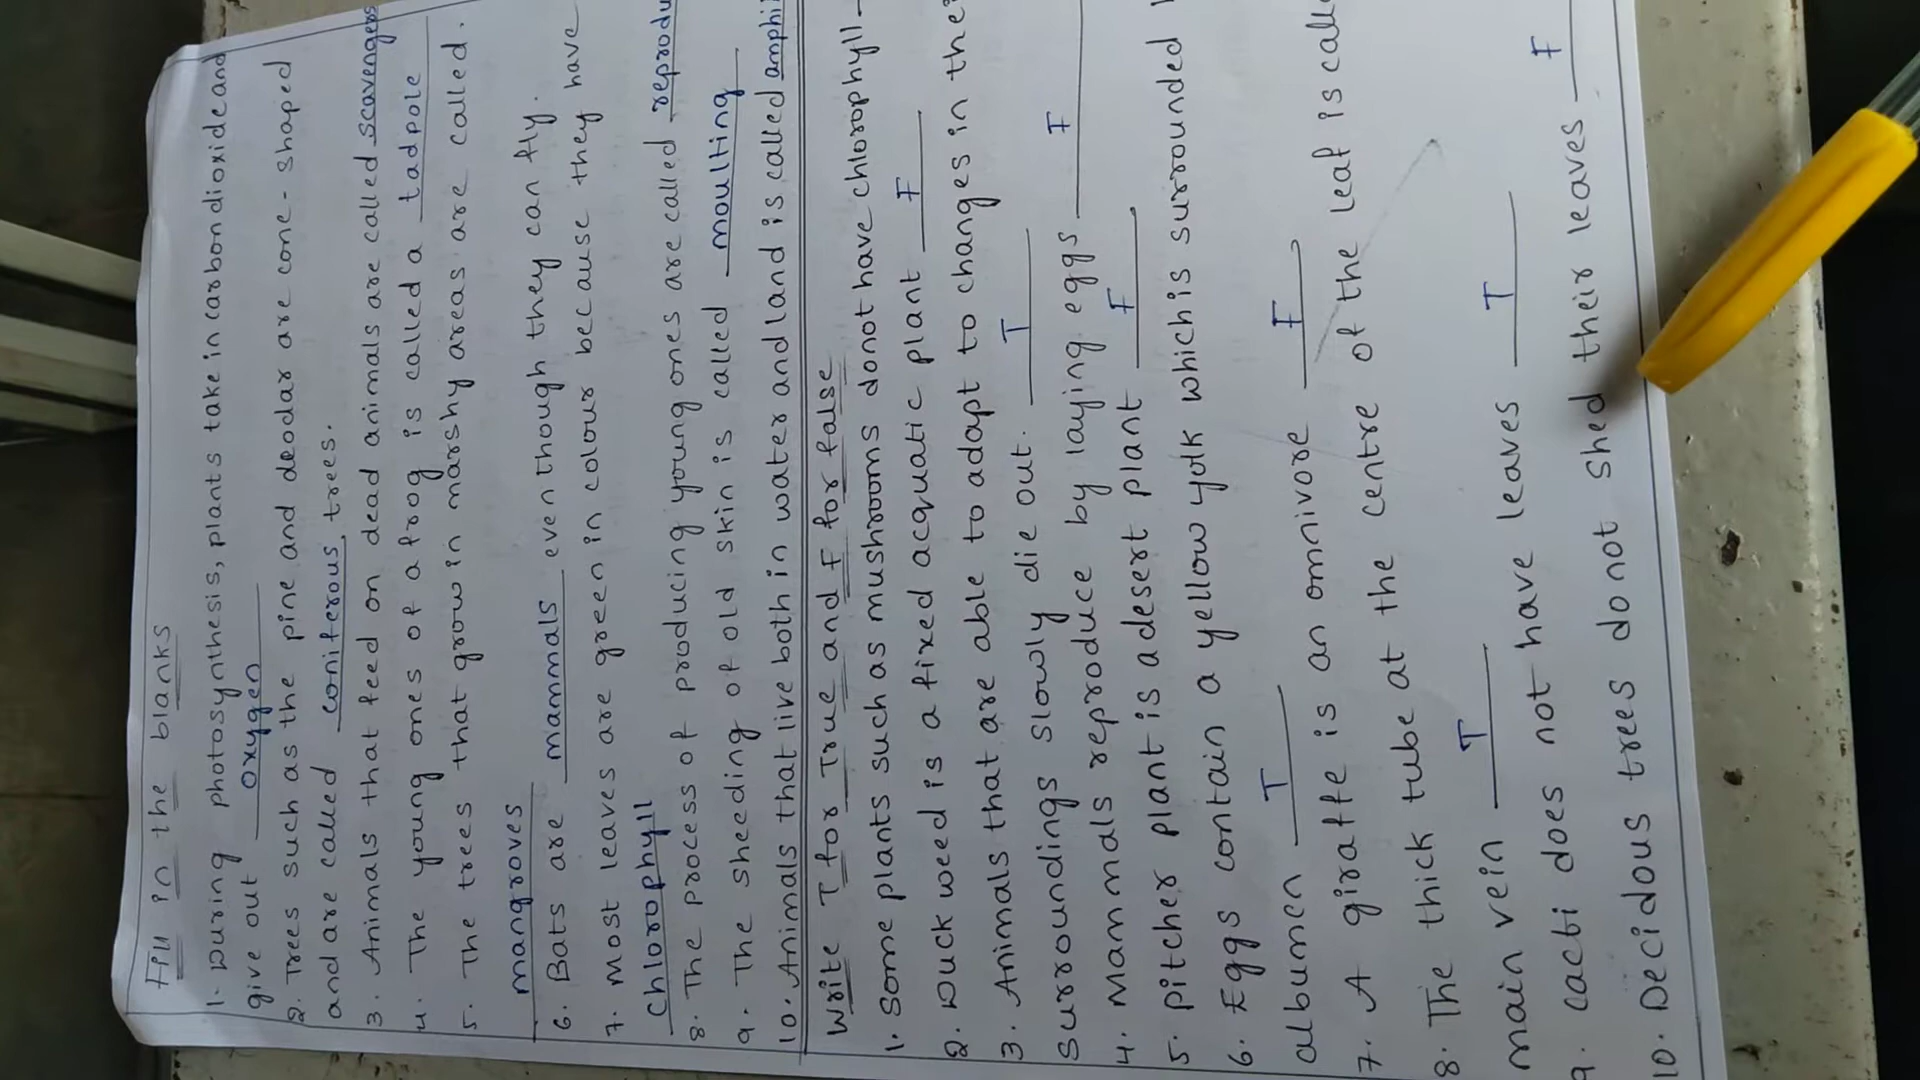 Fill in the blanks
1. During photosynthesis, plants take in carbondioxide and
give out oxygen
2. Trees such as the pine and deodar are cone-shaped
and are called coniferous trees.
3. Animals that feed on dead animals are called scavengers
4. The young ones of a frog is called a tadpole
5. The trees that grow in marshy areas are called.
mangroves
6. Bats are mammals eventhough they can fly.
7. Most leaves are green in colour because they have
Chlorophyll
8. The process of producing young ones are called reprodu
9. The sheeding of old skin is called moulting
10. Animals that live both in water and land is called amphi
Write T for True and F for false
1. Some plants such as mushrooms donot have chlorophyll
2. Duck weed is a fixed acquatic plant F
3. Animals that are able to adapt to changes in thei
Surroundings slowly die out. T
4. Mammals reproduce by laying eggs F
5. pitcher plant is a desert plant F
6. Eggs contain a yellow yolk which is surrounded
albumen T
7. A giraffe is an omnivore F
8. The thick tube at the centre of the leaf is calle
main vein T
9. cacti does not have leaves T
10. Decidous trees do not shed their leaves F